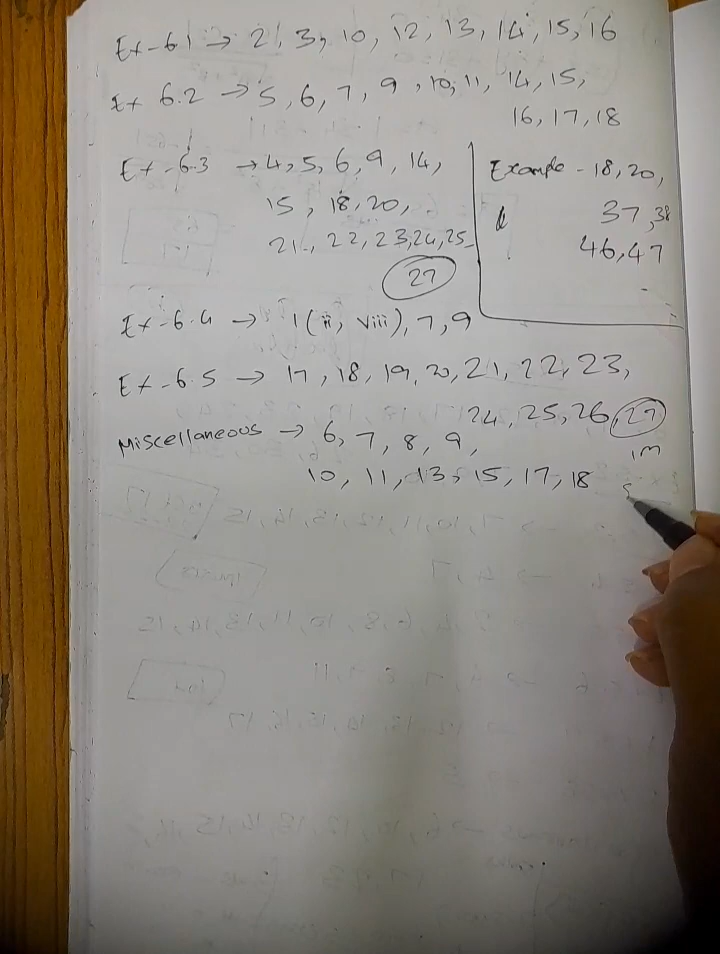 Ex-6.1 → 2, 3, 10, 12, 13, 14, 15, 16
Ex 6.2 → 5, 6, 7, 9, 10, 11, 14, 15,
16, 17, 18
Ex-6.3 → 4, 5, 6, 9, 14,
15, 18, 20,
21, 22, 23, 24, 25
27
Example - 18, 20,
37, 38
46, 47
Ex-6.4 → 1(ii, viii), 7, 9
Ex-6.5 → 17, 18, 19, 20, 21, 22, 23,
24, 25, 26, 27
1M
Miscellaneous → 6, 7, 8, 9,
10, 11, 13, 15, 17, 18